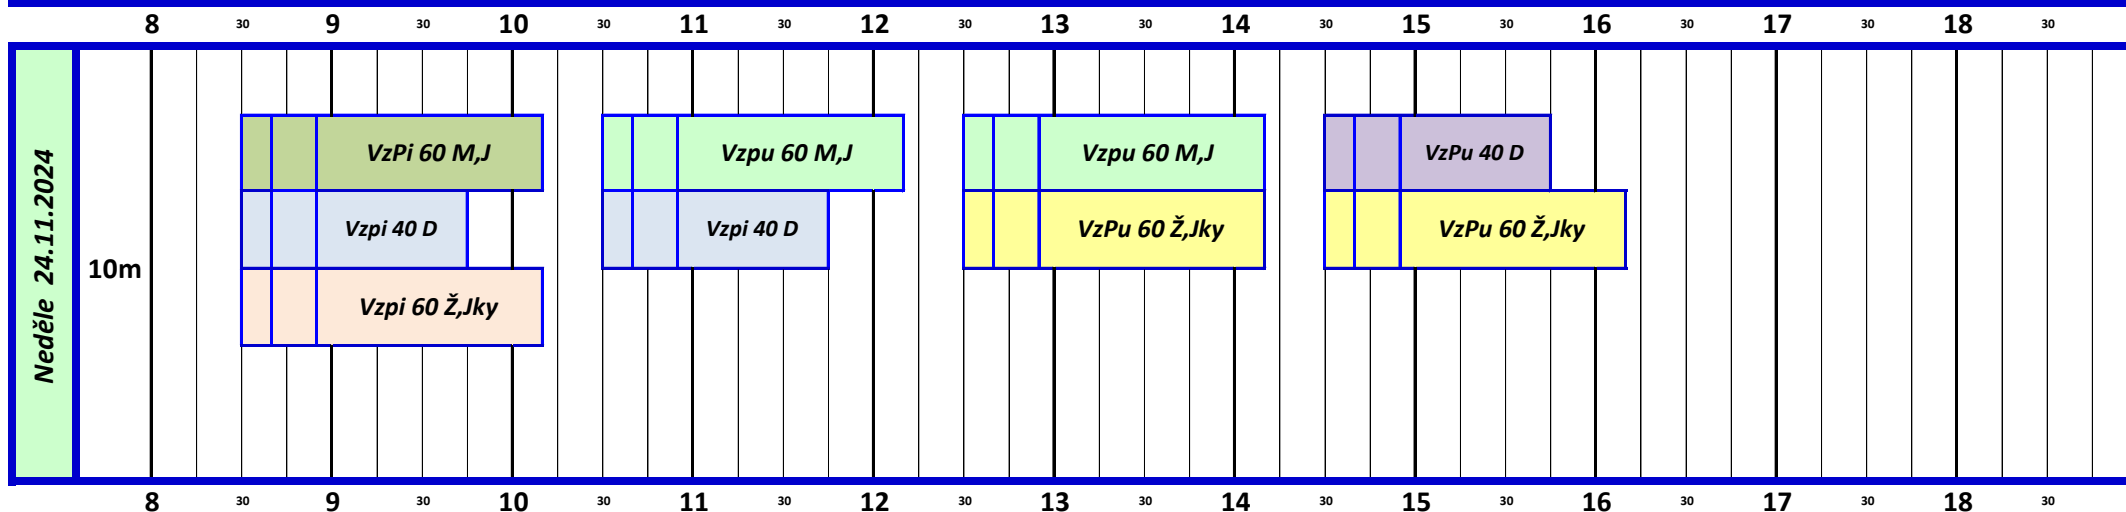 8 30 9 30 10 30 11 30 12 30 13 30 14 30 15 30 16 30 17 30 18 30
Neděle 24.11.2024
10m
VzPi 60 M,J Vzpu 60 M,J Vzpu 60 M,J VzPu 40 D
Vzpi 40 D Vzpi 40 D VzPu 60 Ž,Jky VzPu 60 Ž,Jky
Vzpi 60 Ž,Jky
8 30 9 30 10 30 11 30 12 30 13 30 14 30 15 30 16 30 17 30 18 30